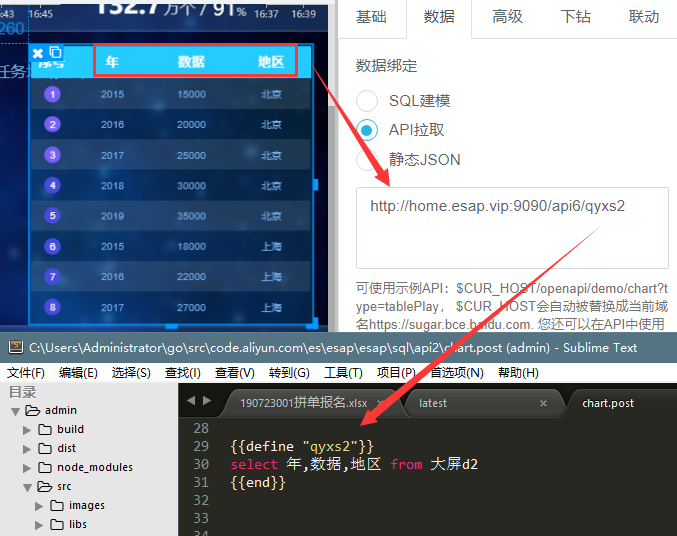 132.7万个 / 91%
16:45 16:45 16:37 16:39
260
任务
序号 年 数据 地区
1 2015 15000 北京
2 2016 20000 北京
3 2017 25000 北京
4 2018 30000 北京
5 2019 35000 北京
6 2015 18000 上海
7 2016 22000 上海
8 2017 27000 上海
基础 数据 高级 下钻 联动
数据绑定
SQL建模
API拉取
静态JSON
http://home.esap.vip:9090/api6/qyxs2
可使用示例API：$CUR_HOST/openapi/demo/chart?
type=tablePlay， $CUR_HOST会自动被替换成当前域
名https://sugar.bce.baidu.com. 您还可以在API中使用
C:\Users\Administrator\go\src\code.aliyun.com\es\esap\esap\sql\api2\chart.post (admin) - Sublime Text
文件(F) 编辑(E) 选择(S) 查找(I) 查看(V) 转到(G) 工具(T) 项目(P) 首选项(N) 帮助(H)
目录
admin
build
dist
node_modules
src
images
libs
190723001拼单报名.xlsx × latest × chart.post
28
29 {{define "qyxs2"}}
30 select 年,数据,地区 from 大屏d2
31 {{end}}
32
33
34